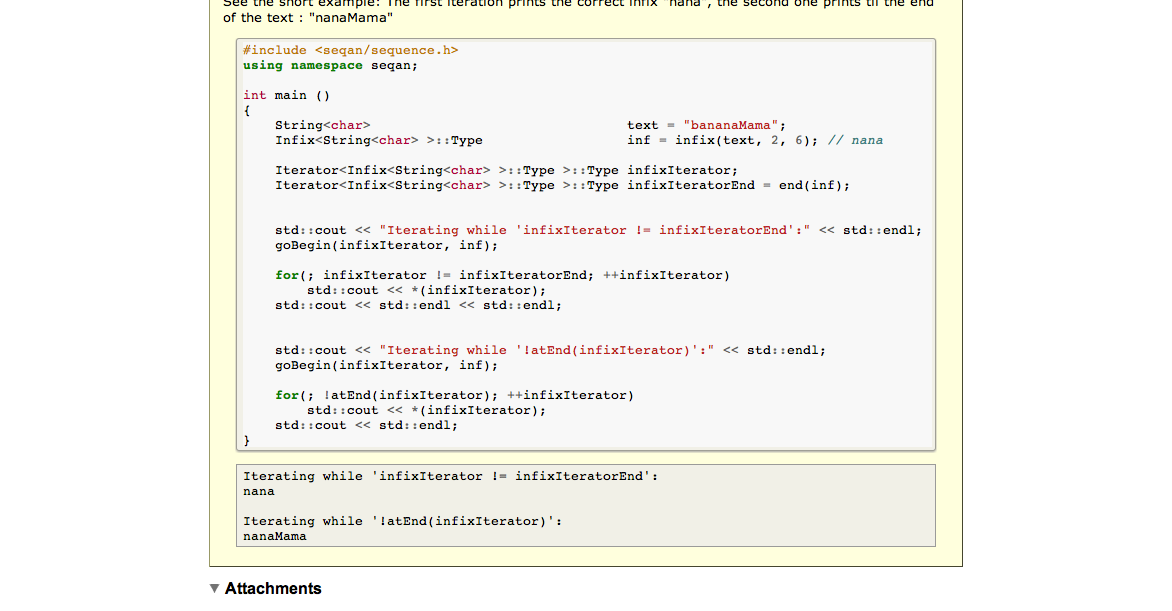 See the short example: The first iteration prints the correct infix "nana", the second one prints til the end
of the text : "nanaMama"
#include <seqan/sequence.h>
using namespace seqan;
int main ()
{
String<char> text = "bananaMama";
Infix<String<char> >::Type inf = infix(text, 2, 6); // nana
Iterator<Infix<String<char> >::Type >::Type infixIterator;
Iterator<Infix<String<char> >::Type >::Type infixIteratorEnd = end(inf);
std::cout << "Iterating while 'infixIterator != infixIteratorEnd':" << std::endl;
goBegin(infixIterator, inf);
for(; infixIterator != infixIteratorEnd; ++infixIterator)
std::cout << *(infixIterator);
std::cout << std::endl << std::endl;
std::cout << "Iterating while '!atEnd(infixIterator)':" << std::endl;
goBegin(infixIterator, inf);
for(; !atEnd(infixIterator); ++infixIterator)
std::cout << *(infixIterator);
std::cout << std::endl;
}
Iterating while 'infixIterator != infixIteratorEnd':
nana
Iterating while '!atEnd(infixIterator)':
nanaMama
Attachments